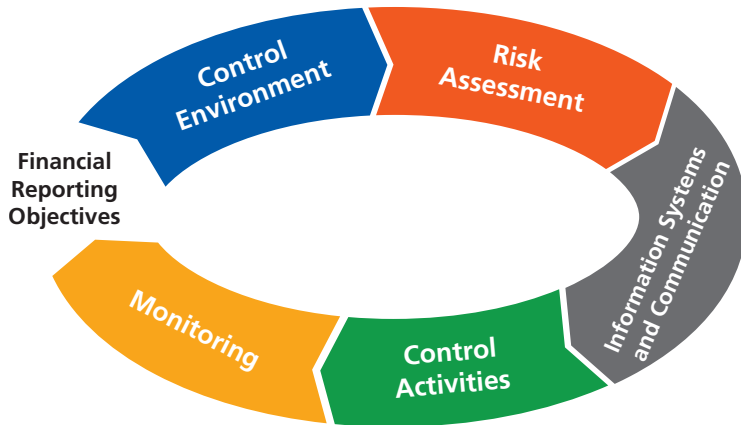 Financial
Reporting
Objectives
Control
Environment
Risk
Assessment
Information Systems
and Communication
Control
Activities
Monitoring